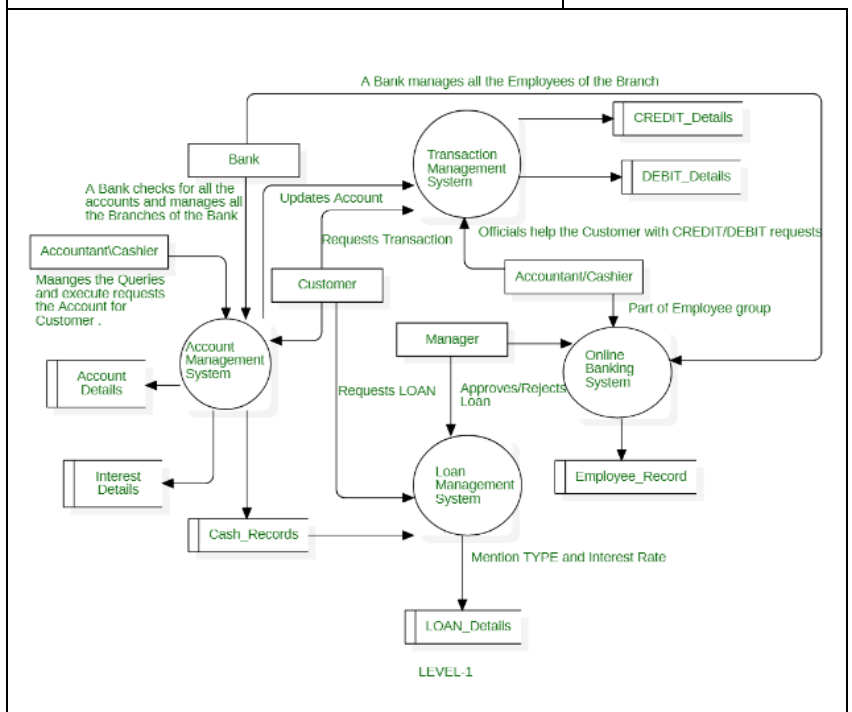 A Bank manages all the Employees of the Branch
CREDIT_Details
Transaction
Management
System
Bank
DEBIT_Details
A Bank checks for all the
accounts and manages all
the Branches of the Bank
Updates Account
Requests Transaction
Officials help the Customer with CREDIT/DEBIT requests
Accountant\Cashier
Maanges the Queries
and execute requests
the Account for
Customer .
Customer
Accountant/Cashier
Part of Employee group
Manager
Account
Management
System
Online
Banking
System
Account
Details
Requests LOAN
Approves/Rejects
Loan
Interest
Details
Loan
Management
System
Employee_Record
Cash_Records
Mention TYPE and Interest Rate
LOAN_Details
LEVEL-1